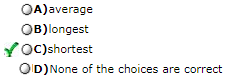 A)average
B)longest
C)shortest
D)None of the choices are correct